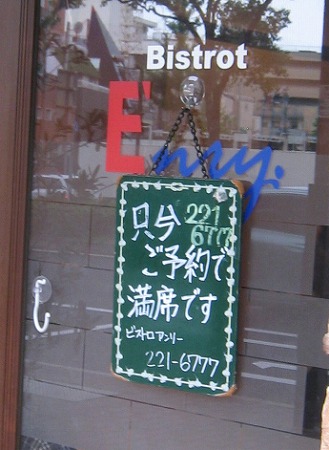 Bistrot
E'nry.
只今 221
6777
ご予約で
満席です
ビストロアンリー
221-6777